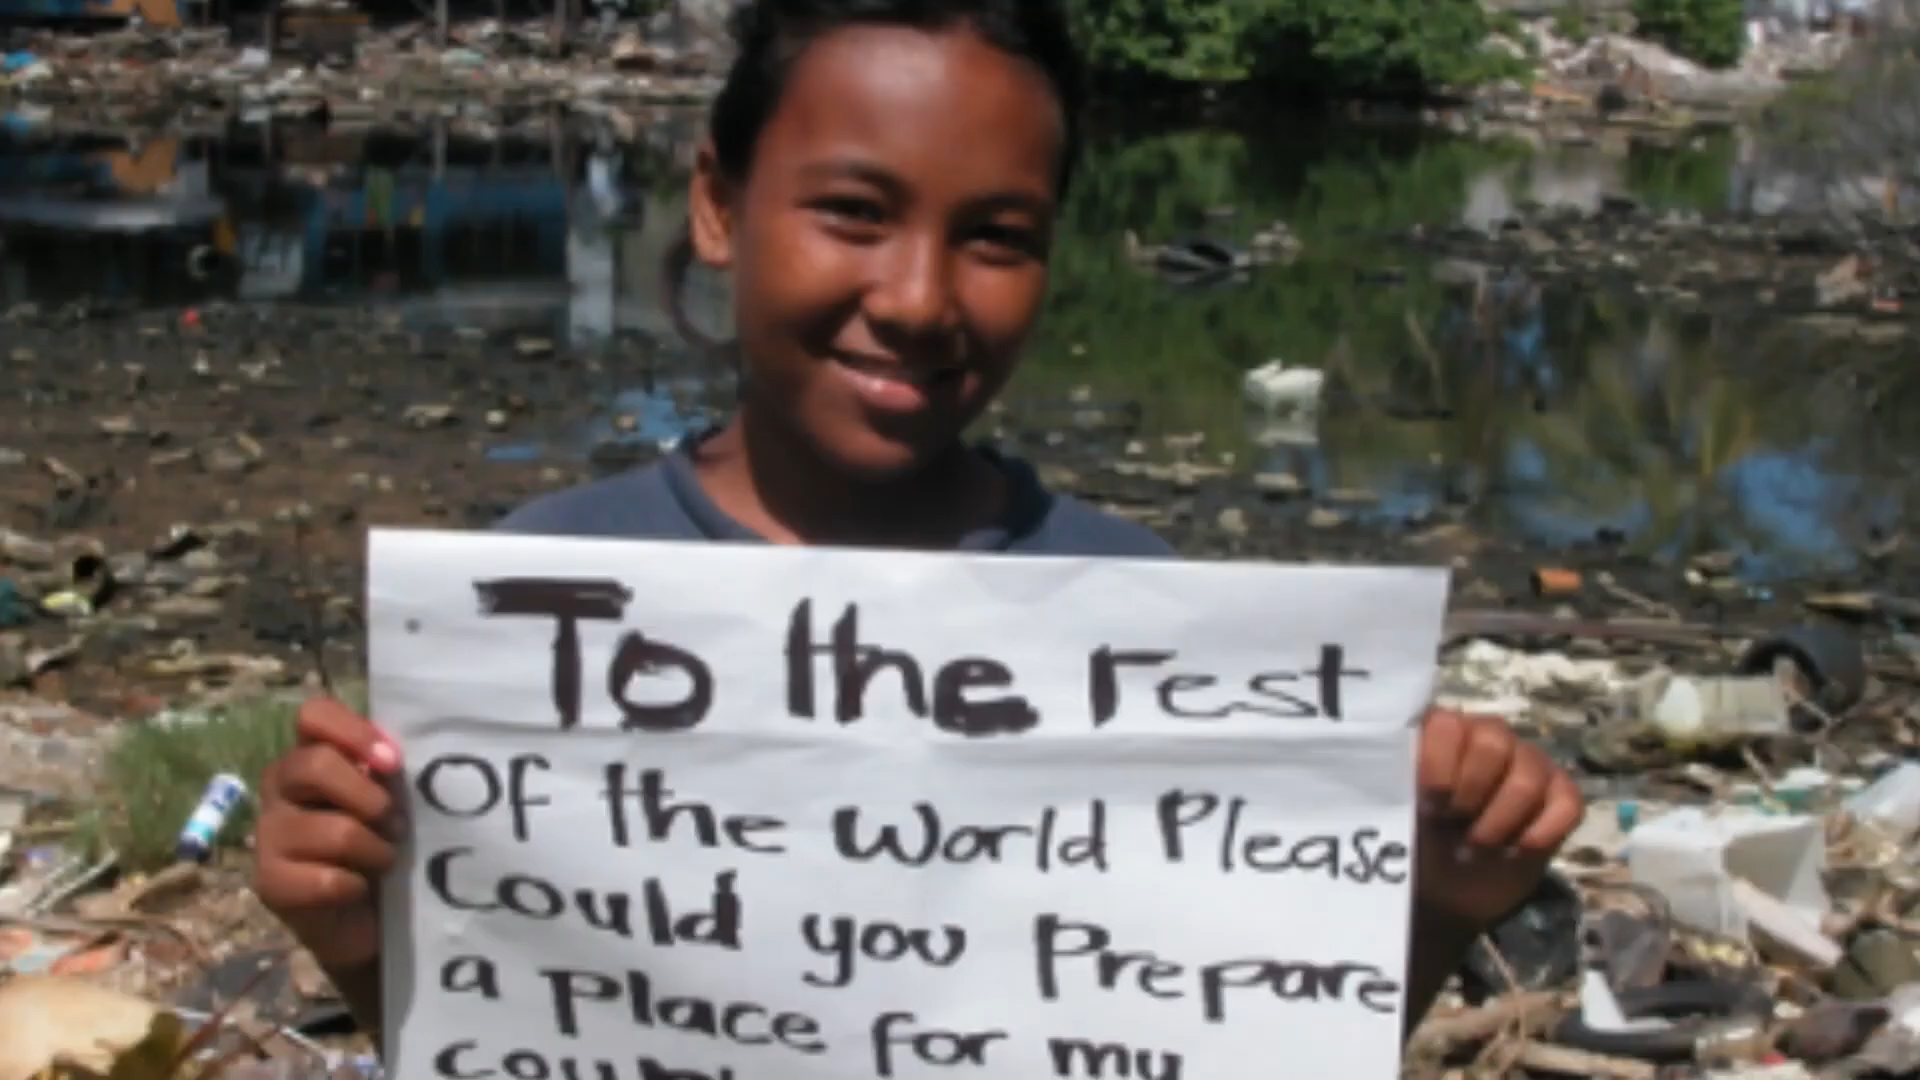 To the rest
Of the World Please
Could you Prepare
a Place for my